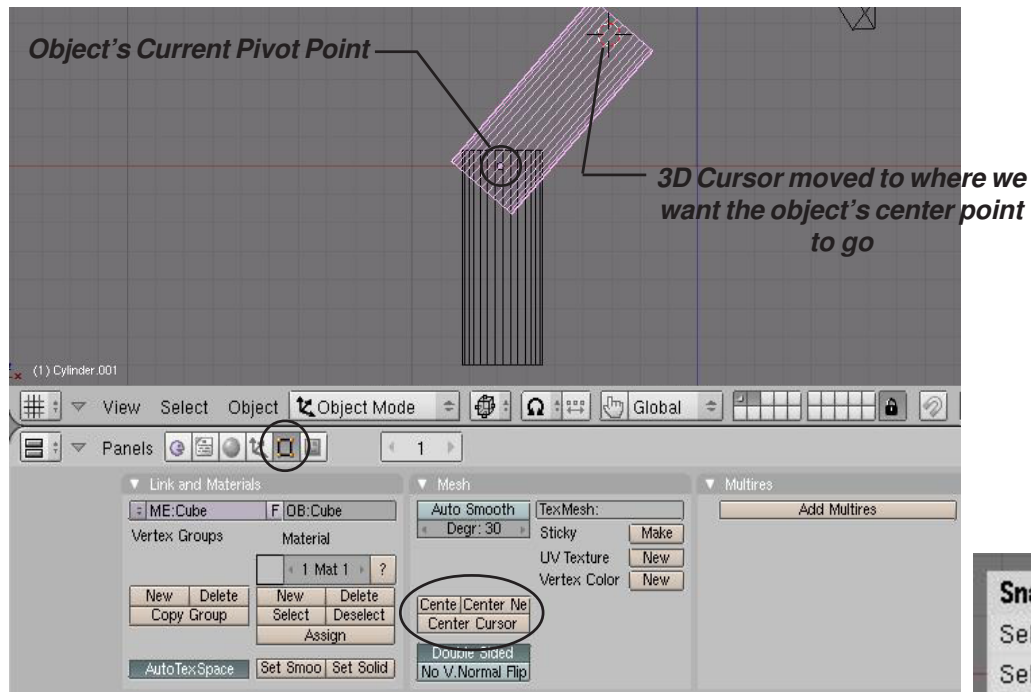 Object's Current Pivot Point
3D Cursor moved to where we
want the object's center point
to go
(1) Cylinder.001
View Select Object Object Mode Global
Panels 1
Link and Materials Mesh Multires
ME:Cube F OB:Cube Auto Smooth TexMesh: Add Multires
Vertex Groups Material Degr: 30 Sticky Make
1 Mat 1 ? UV Texture New
Vertex Color New
New Delete New Delete Cente Center Ne
Copy Group Select Deselect Center Cursor
Assign
Double Sided
AutoTexSpace Set Smoo Set Solid No V.Normal Flip
Sna
Sel
Sel